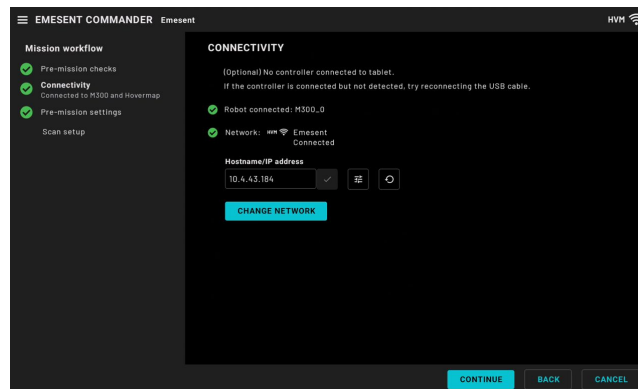 EMESENT COMMANDER Emesent
HVM
Mission workflow
Pre-mission checks
Connectivity
Connected to M300 and Hovermap
Pre-mission settings
Scan setup
CONNECTIVITY
(Optional) No controller connected to tablet.
If the controller is connected but not detected, try reconnecting the USB cable.
Robot connected: M300_0
Network: HVM Emesent
Connected
Hostname/IP address
10.4.43.184
CHANGE NETWORK
CONTINUE BACK CANCEL